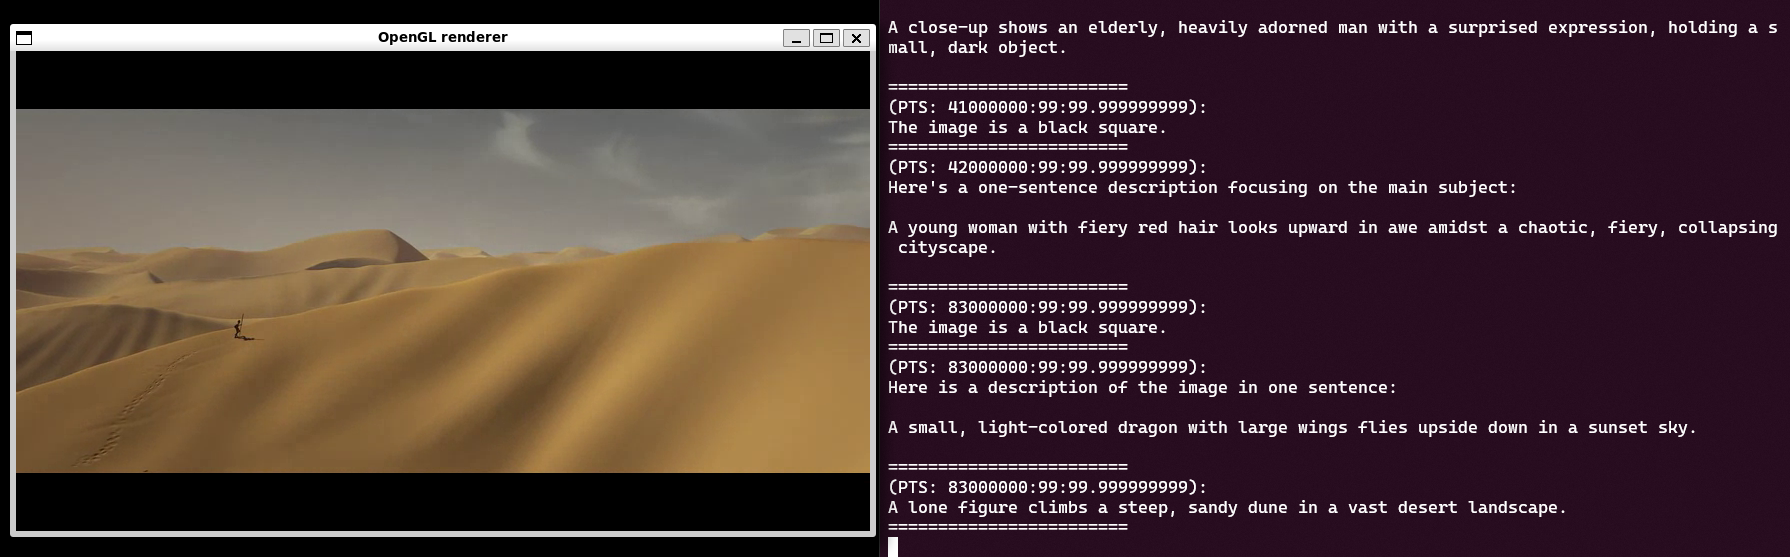 OpenGL renderer
A close-up shows an elderly, heavily adorned man with a surprised expression, holding a s
mall, dark object.
========================
(PTS: 41000000:99:99.999999999):
The image is a black square.
========================
(PTS: 42000000:99:99.999999999):
Here's a one-sentence description focusing on the main subject:
A young woman with fiery red hair looks upward in awe amidst a chaotic, fiery, collapsing
 cityscape.
========================
(PTS: 83000000:99:99.999999999):
The image is a black square.
========================
(PTS: 83000000:99:99.999999999):
Here is a description of the image in one sentence:
A small, light-colored dragon with large wings flies upside down in a sunset sky.
========================
(PTS: 83000000:99:99.999999999):
A lone figure climbs a steep, sandy dune in a vast desert landscape.
========================